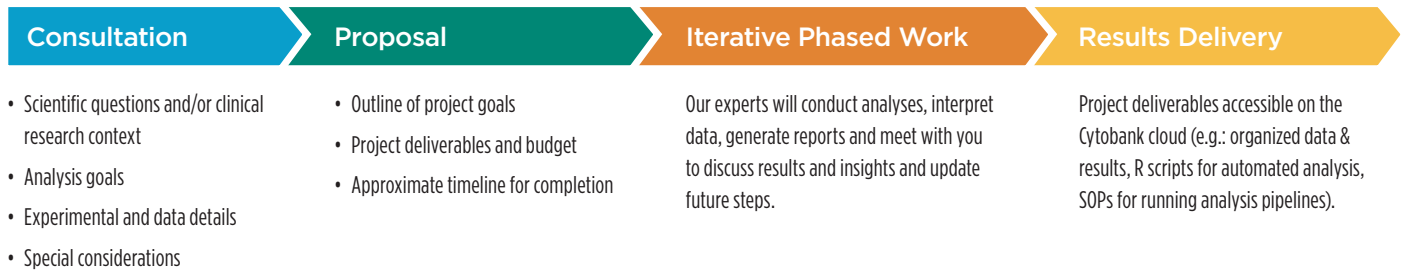 Consultation
• Scientific questions and/or clinical
research context
• Analysis goals
• Experimental and data details
• Special considerations
Proposal
• Outline of project goals
• Project deliverables and budget
• Approximate timeline for completion
Iterative Phased Work
Our experts will conduct analyses, interpret
data, generate reports and meet with you
to discuss results and insights and update
future steps.
Results Delivery
Project deliverables accessible on the
Cytobank cloud (e.g.: organized data &
results, R scripts for automated analysis,
SOPs for running analysis pipelines).